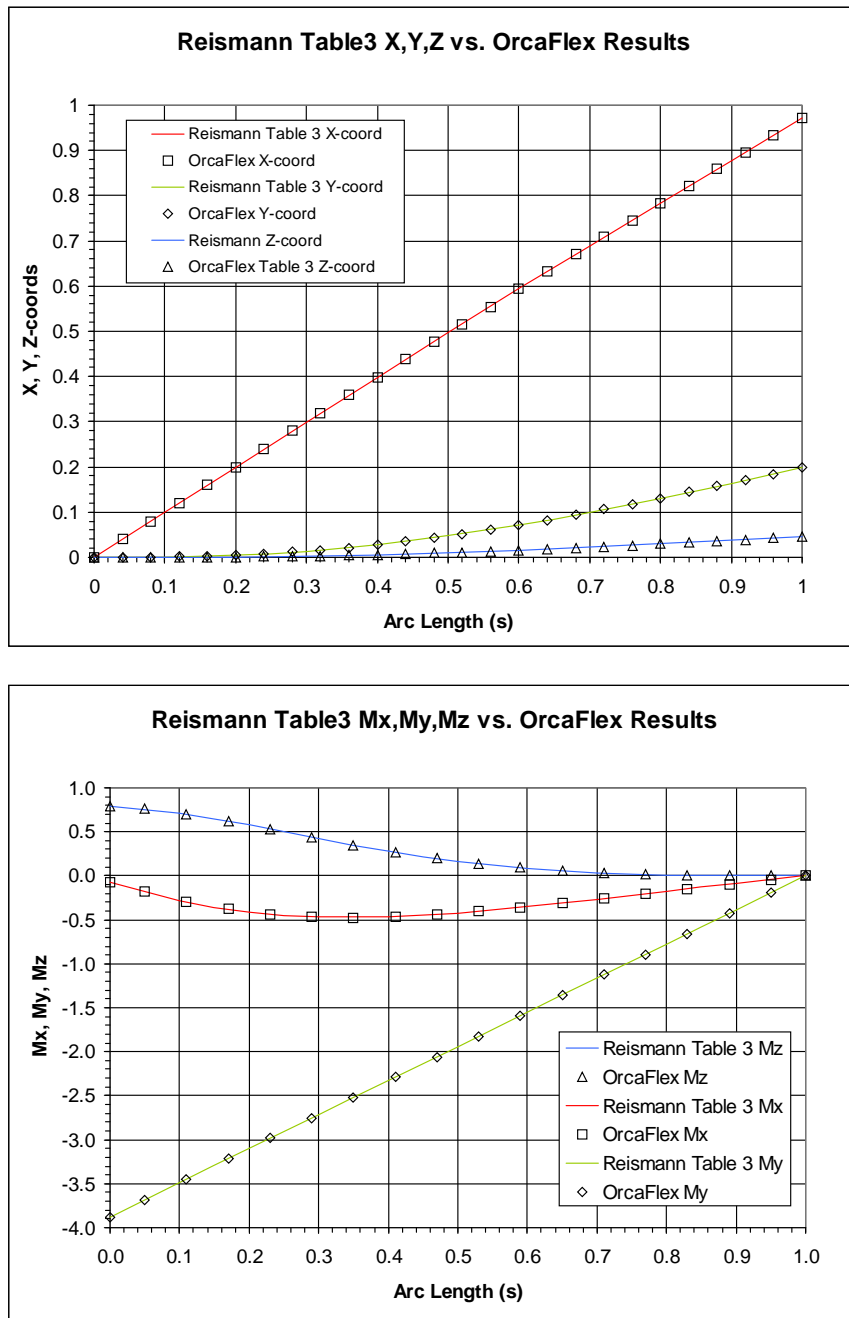 Reismann Table3 X,Y,Z vs. OrcaFlex Results
1
0.9
0.8
0.7
0.6
0.5
0.4
0.3
0.2
0.1
0
X, Y, Z-coords
Reismann Table 3 X-coord
OrcaFlex X-coord
Reismann Table 3 Y-coord
OrcaFlex Y-coord
Reismann Z-coord
OrcaFlex Table 3 Z-coord
0 0.1 0.2 0.3 0.4 0.5 0.6 0.7 0.8 0.9 1
Arc Length (s)
Reismann Table3 Mx,My,Mz vs. OrcaFlex Results
1.0
0.5
0.0
-0.5
-1.0
-1.5
-2.0
-2.5
-3.0
-3.5
-4.0
Mx, My, Mz
Reismann Table 3 Mz
OrcaFlex Mz
Reismann Table 3 Mx
OrcaFlex Mx
Reismann Table 3 My
OrcaFlex My
0.0 0.1 0.2 0.3 0.4 0.5 0.6 0.7 0.8 0.9 1.0
Arc Length (s)